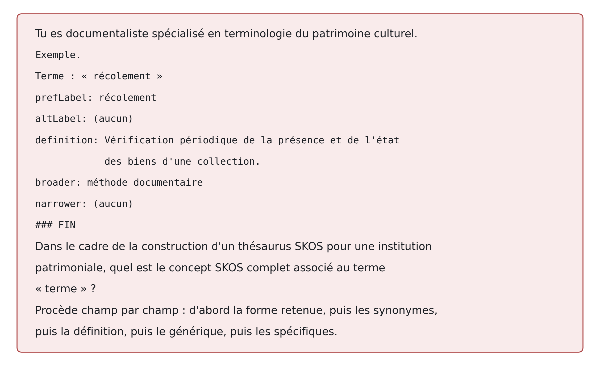 Tu es documentaliste spécialisé en terminologie du patrimoine culturel.
Exemple.
Terme : « récolement »
prefLabel: récolement
altLabel: (aucun)
definition: Vérification périodique de la présence et de l'état
des biens d'une collection.
broader: méthode documentaire
narrower: (aucun)
### FIN
Dans le cadre de la construction d'un thésaurus SKOS pour une institution
patrimoniale, quel est le concept SKOS complet associé au terme
« terme » ?
Procède champ par champ : d'abord la forme retenue, puis les synonymes,
puis la définition, puis le générique, puis les spécifiques.